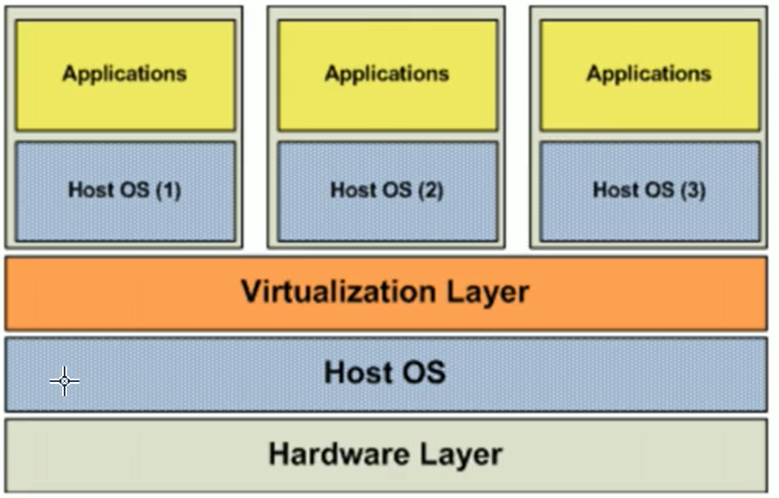 Applications
Applications
Applications
Host OS (1)
Host OS (2)
Host OS (3)
Virtualization Layer
Host OS
Hardware Layer